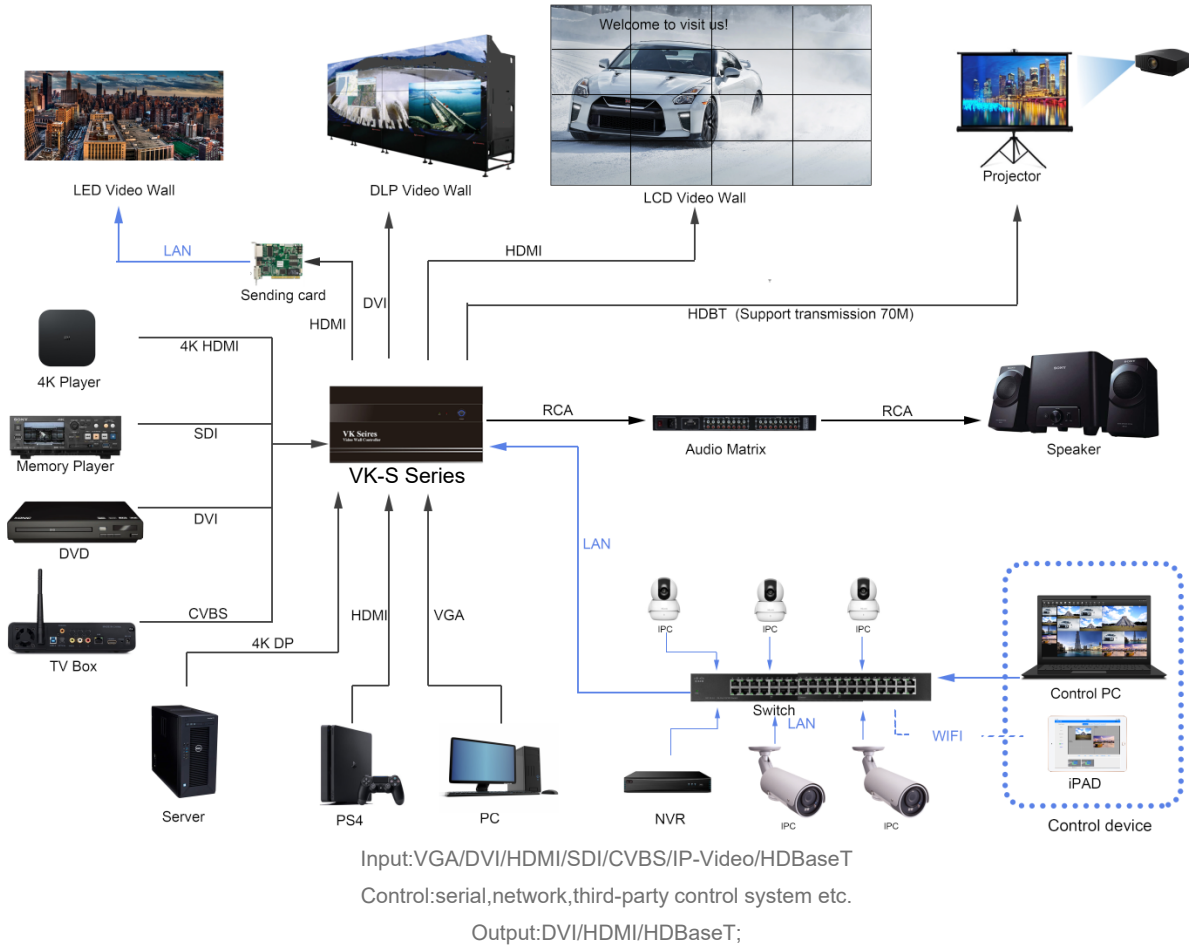 Welcome to visit us!
LED Video Wall
DLP Video Wall
LCD Video Wall
Projector
LAN
HDMI
Sending card
DVI
HDMI
HDBT (Support transmission 70M)
4K HDMI
4K Player
SDI
Memory Player
DVI
DVD
CVBS
TV Box
VK Seires
Video Wall Controller
VK-S Series
RCA
Audio Matrix
RCA
SONY
Speaker
LAN
HDMI
VGA
4K DP
Server
PS4
PC
IPC
IPC
IPC
Switch
LAN
WIFI
NVR
IPC
IPC
Control PC
iPAD
Control device
Input:VGA/DVI/HDMI/SDI/CVBS/IP-Video/HDBaseT
Control:serial,network,third-party control system etc.
Output:DVI/HDMI/HDBaseT;